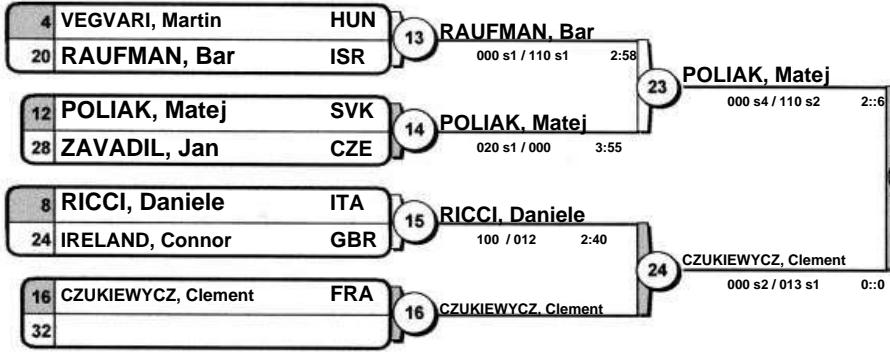 4 VEGVARI, Martin HUN
20 RAUFMAN, Bar ISR
13
RAUFMAN, Bar
000 s1 / 110 s1 2:58
12 POLIAK, Matej SVK
28 ZAVADIL, Jan CZE
14
POLIAK, Matej
020 s1 / 000 3:55
23
POLIAK, Matej
000 s4 / 110 s2 2::6
8 RICCI, Daniele ITA
24 IRELAND, Connor GBR
15
RICCI, Daniele
100 / 012 2:40
16 CZUKIEWYCZ, Clement FRA
32
16
CZUKIEWYCZ, Clement
24
CZUKIEWYCZ, Clement
000 s2 / 013 s1 0::0